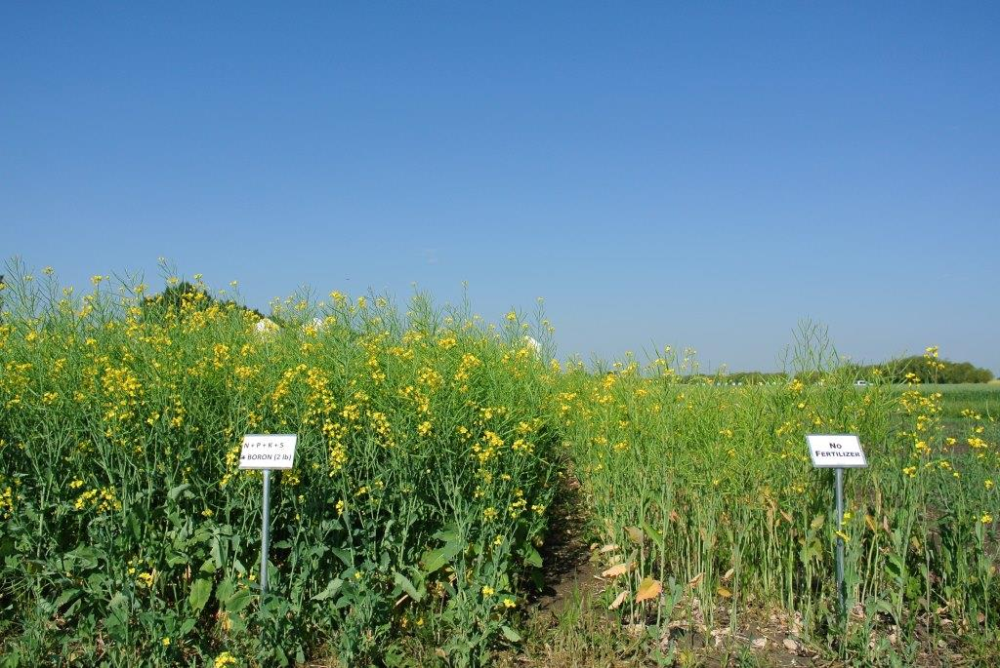 N+P+K+S
+ BORON (2 lb)
NO
FERTILIZER